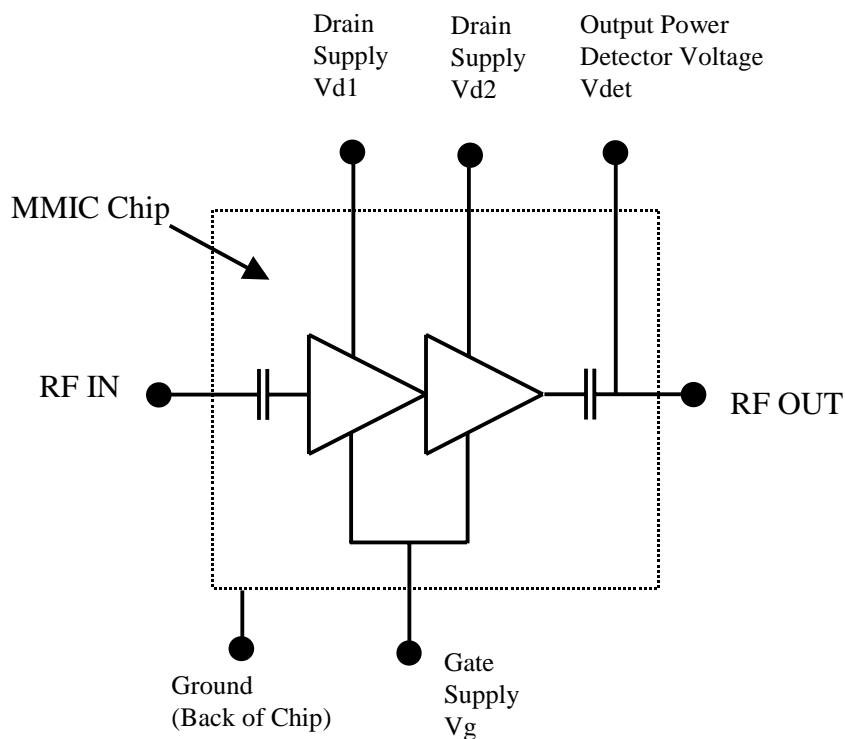 Drain
Supply
Vd1
Drain
Supply
Vd2
Output Power
Detector Voltage
Vdet
MMIC Chip
RF IN
RF OUT
Ground
(Back of Chip)
Gate
Supply
Vg